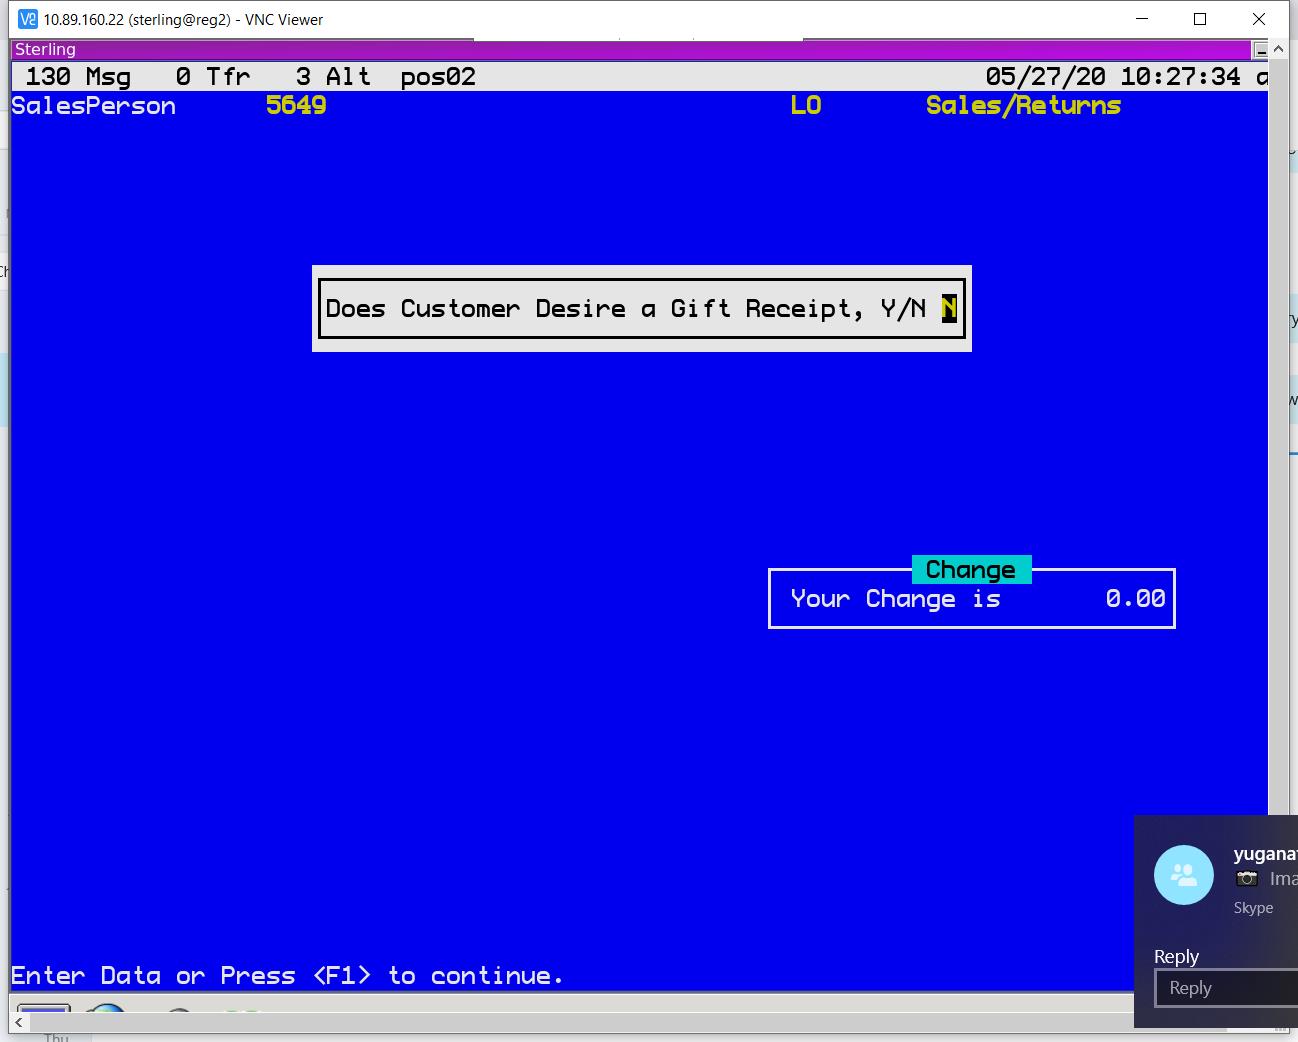 10.89.160.22 (sterling@reg2) - VNC Viewer
Sterling
130 Msg 0 Tfr 3 Alt pos02 05/27/20 10:27:34 a
SalesPerson 5649 LO Sales/Returns
Does Customer Desire a Gift Receipt, Y/N N
Change
Your Change is 0.00
yugana
Ima
Skype
Reply
Reply
Enter Data or Press <F1> to continue.
Thu